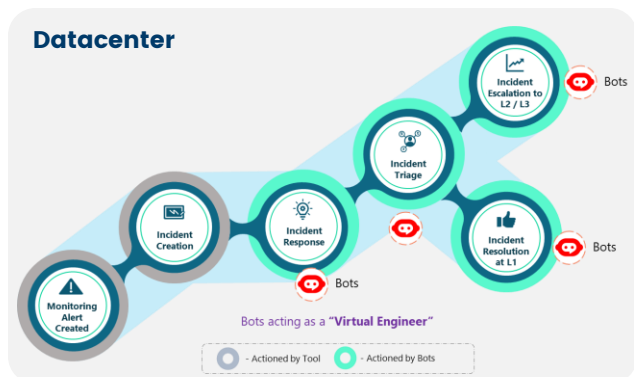 Datacenter
Incident
Escalation to
L2 / L3
Bots
Incident
Triage
Incident
Creation
Incident
Response
Incident
Resolution
at L1
Bots
Monitoring
Alert
Created
Bots
Bots acting as a “Virtual Engineer”
- Actioned by Tool
- Actioned by Bots